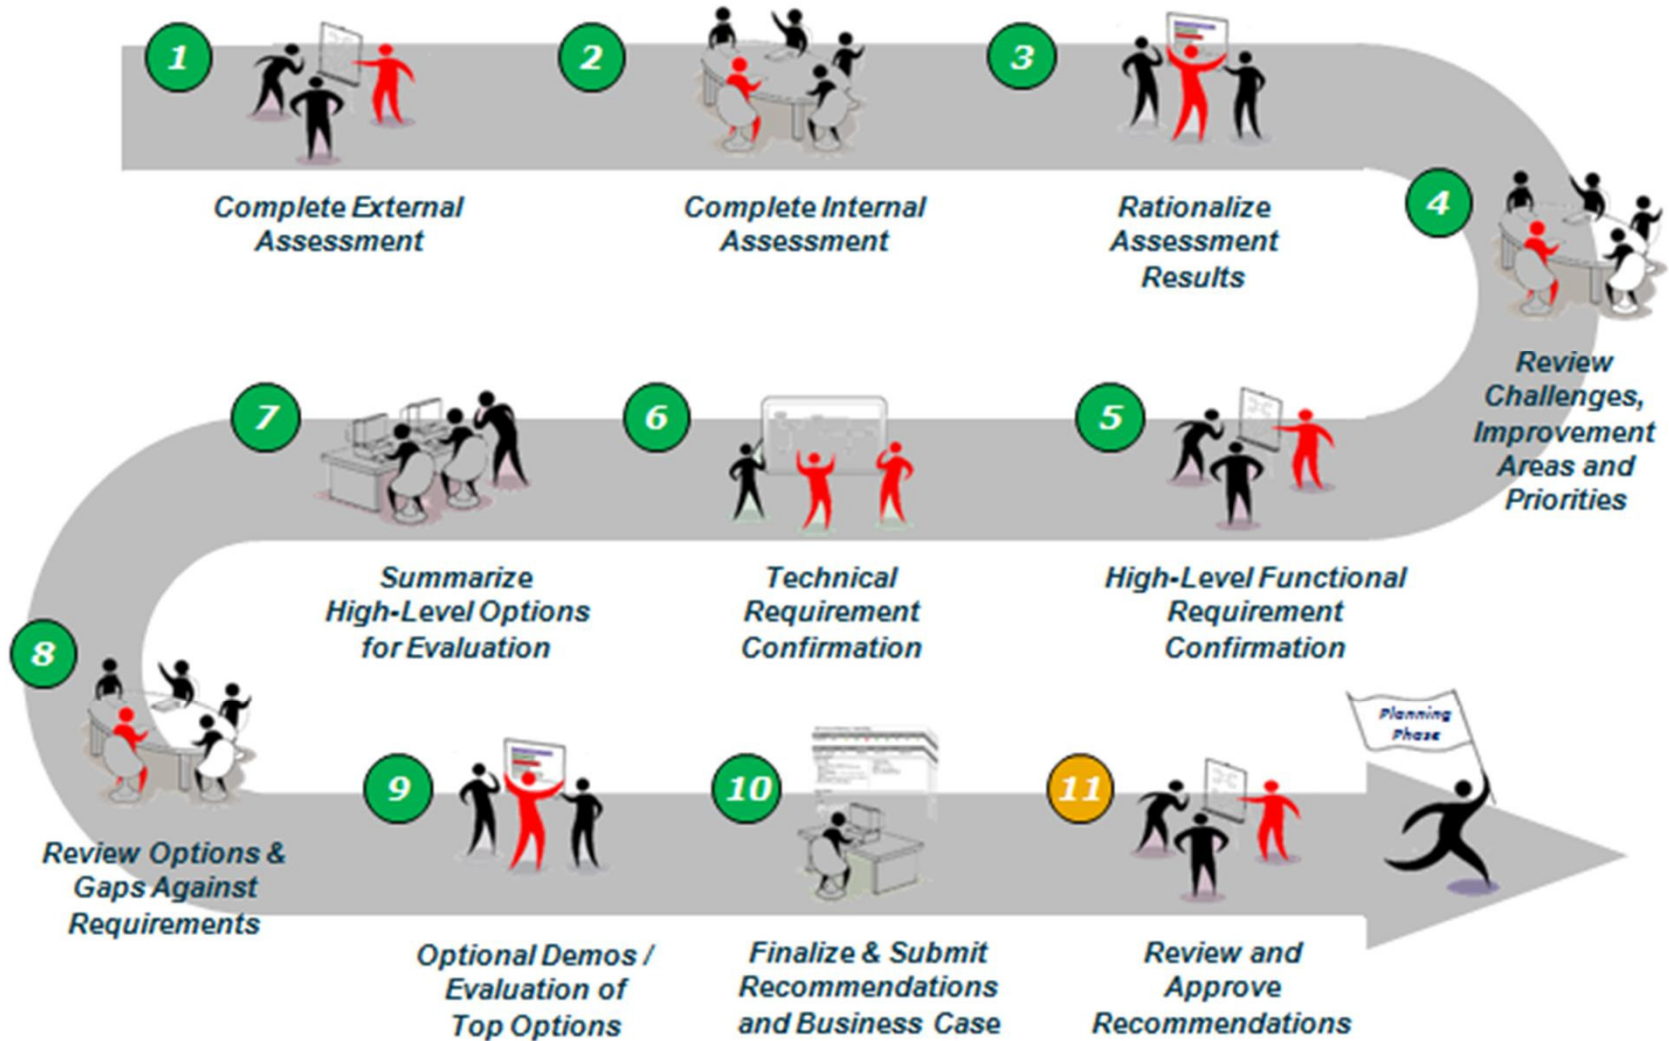 1
Complete External
Assessment
2
Complete Internal
Assessment
3
Rationalize
Assessment
Results
4
Review
Challenges,
Improvement
Areas and
Priorities
5
High-Level Functional
Requirement
Confirmation
6
Technical
Requirement
Confirmation
7
Summarize
High-Level Options
for Evaluation
8
Review Options &
Gaps Against
Requirements
9
Optional Demos /
Evaluation of
Top Options
10
Finalize & Submit
Recommendations
and Business Case
11
Review and
Approve
Recommendations
Planning
Phase